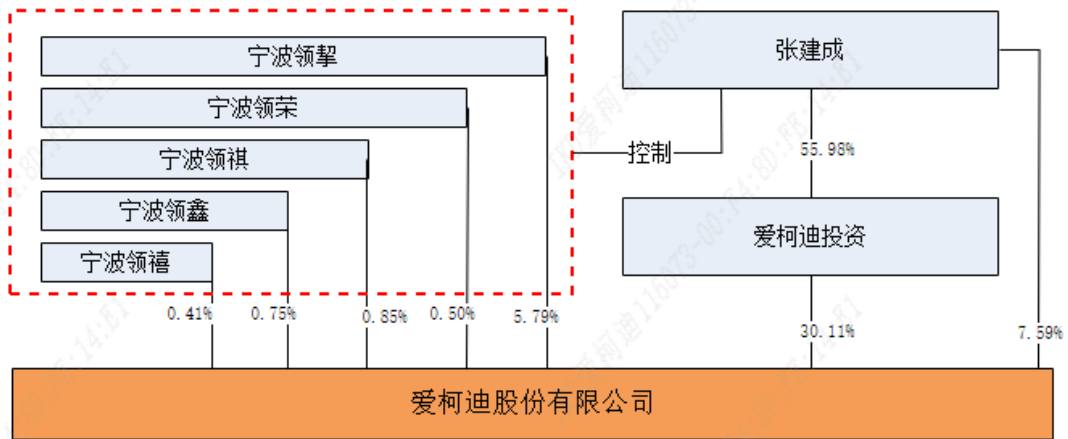 宁波领挈
张建成
宁波领荣
宁波领祺
控制
55.98%
宁波领鑫
爱柯迪投资
宁波领禧
0.41%
0.75%
0.85%
0.50%
5.79%
30.11%
7.59%
爱柯迪股份有限公司